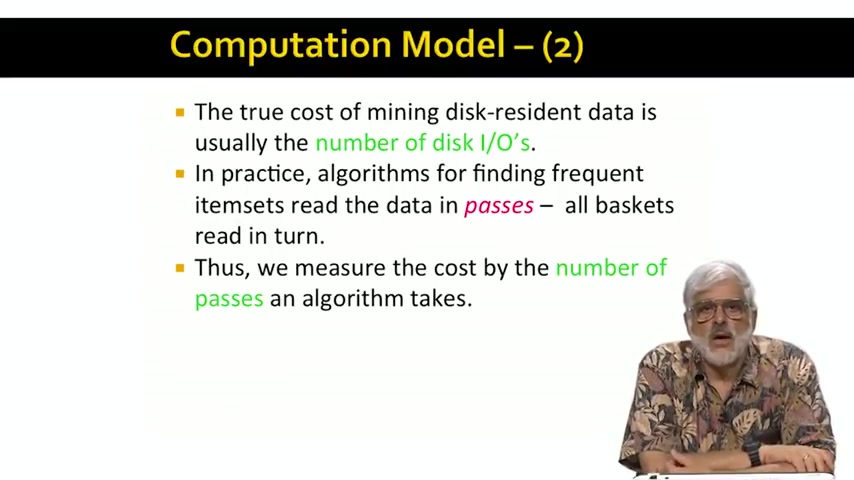 Computation Model – (2)
The true cost of mining disk-resident data is
usually the number of disk I/O's.
In practice, algorithms for finding frequent
itemsets read the data in passes – all baskets
read in turn.
Thus, we measure the cost by the number of
passes an algorithm takes.